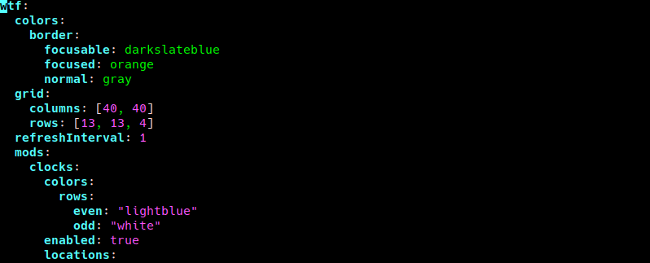 wtf:
  colors:
    border:
      focusable: darkslateblue
      focused: orange
      normal: gray
  grid:
    columns: [40, 40]
    rows: [13, 13, 4]
  refreshInterval: 1
  mods:
    clocks:
      colors:
        rows:
          even: "lightblue"
          odd: "white"
      enabled: true
      locations: